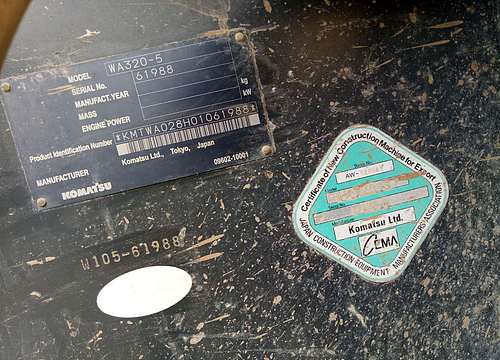 MODEL WA320-5
SERIAL No. 61988
MANUFACT.YEAR
MASS kg
ENGINE POWER kW
Product Identification Number *KMTWA028H01061988*
MANUFACTURER Komatsu Ltd., Tokyo, Japan
KOMATSU 09602-10001
W105-61988
Certificate of New Construction Machine for Export
AW-
Komatsu Ltd.
CEMA
JAPAN CONSTRUCTION EQUIPMENT MANUFACTURERS ASSOCIATION